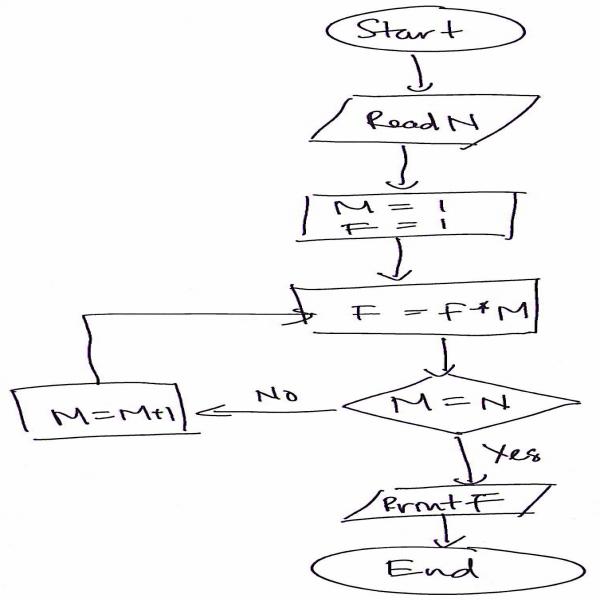 Start
Read N
M = 1
F = 1
F = F * M
M = N
No
M = M+1
Yes
Print F
End